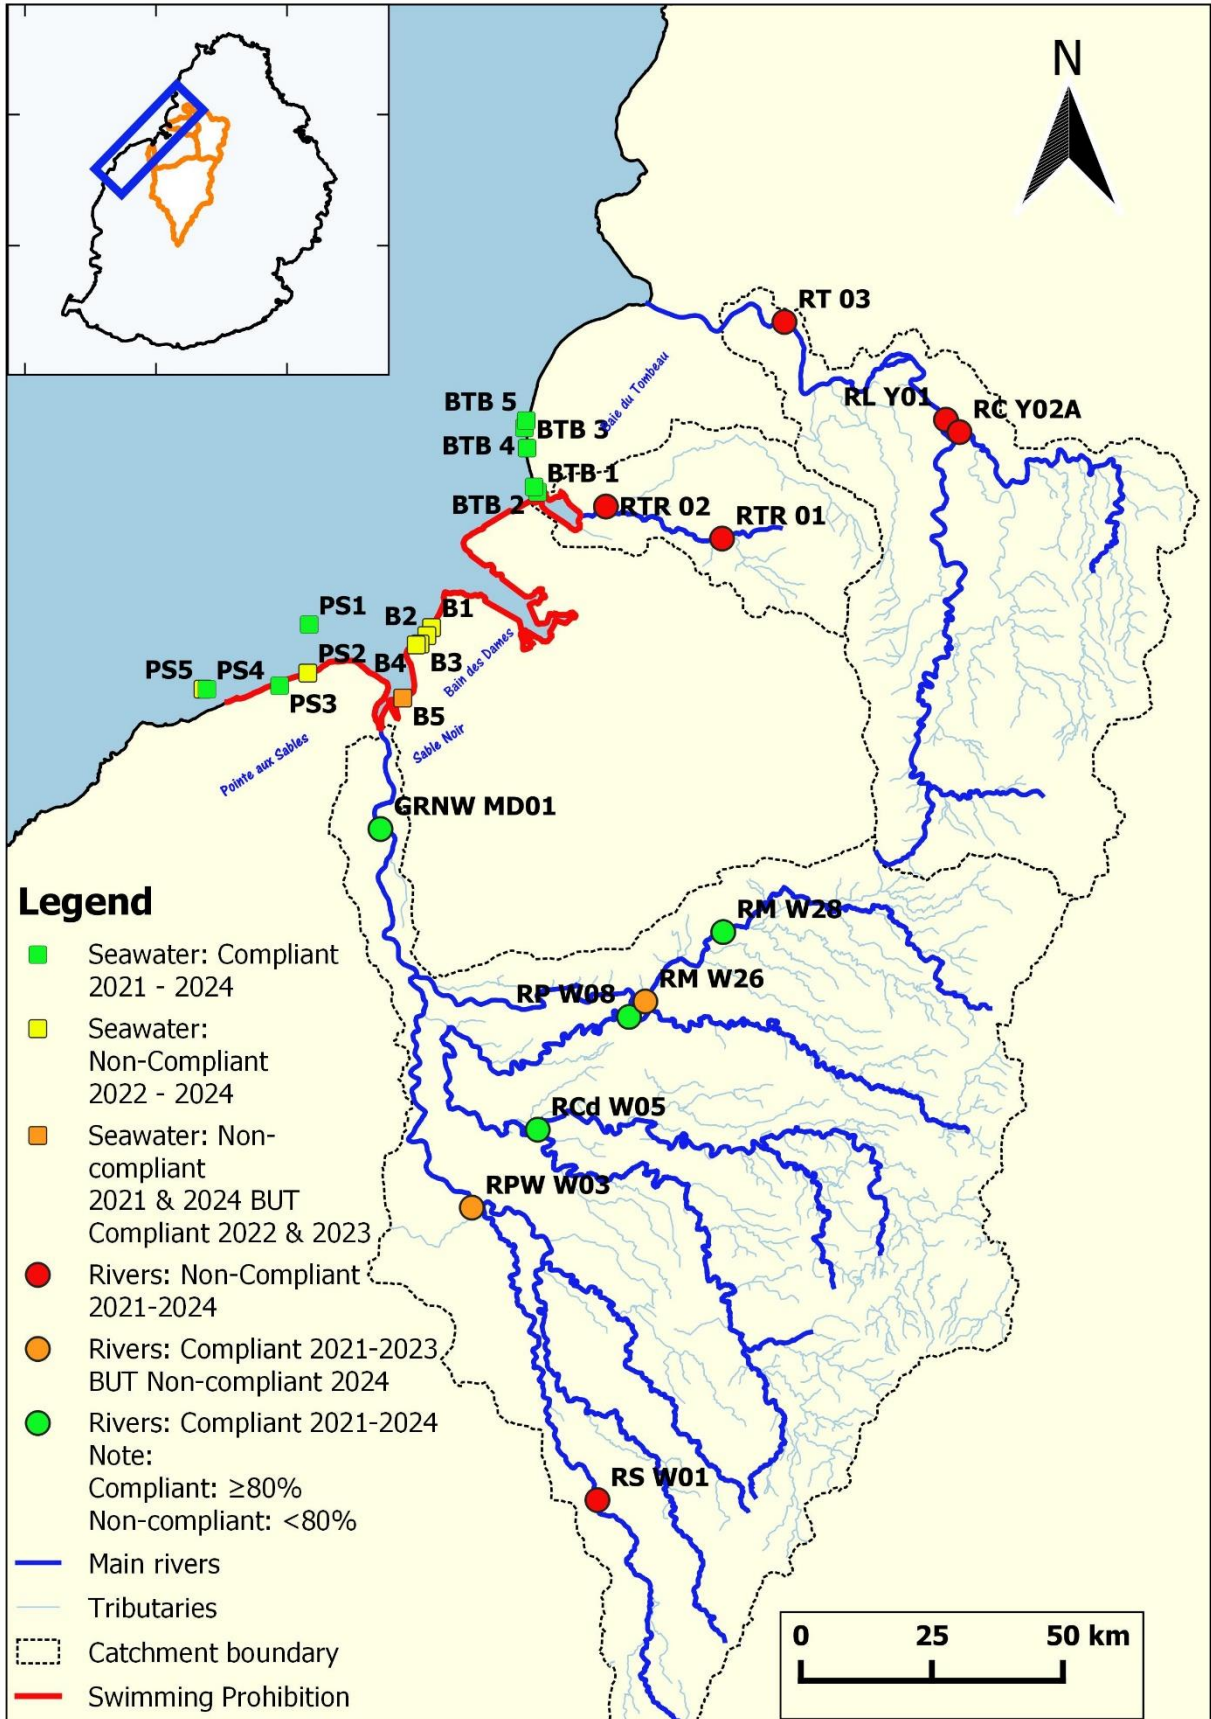 N
RT 03
Baie du Tombeau
BTB 5
RL Y01
RC Y02A
BTB 3
BTB 4
BTB 1
BTB 2
RTR 02
RTR 01
PS1
B2
B1
PS2
B4
B3
PS5
PS4
Bain des Dames
PS3
B5
Sable Noir
Pointe aux Sables
GRNW MD01
Legend
Seawater: Compliant
2021 - 2024
Seawater:
Non-Compliant
2022 - 2024
Seawater: Non-
compliant
2021 & 2024 BUT
Compliant 2022 & 2023
Rivers: Non-Compliant
2021-2024
Rivers: Compliant 2021-2023
BUT Non-compliant 2024
Rivers: Compliant 2021-2024
Note:
Compliant: ≥80%
Non-compliant: <80%
Main rivers
Tributaries
Catchment boundary
Swimming Prohibition
RM W28
RM W26
RP W08
RCd W05
RPW W03
RS W01
0 25 50 km